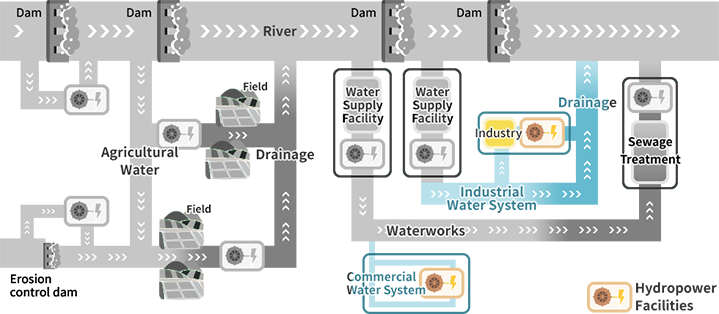 Dam
Dam
Dam
Dam
River
Field
Water
Supply
Facility
Water
Supply
Facility
Drainage
Industry
Agricultural
Water
Drainage
Sewage
Treatment
Industrial
Water System
Field
Waterworks
Erosion
control dam
Commercial
Water System
Hydropower
Facilities